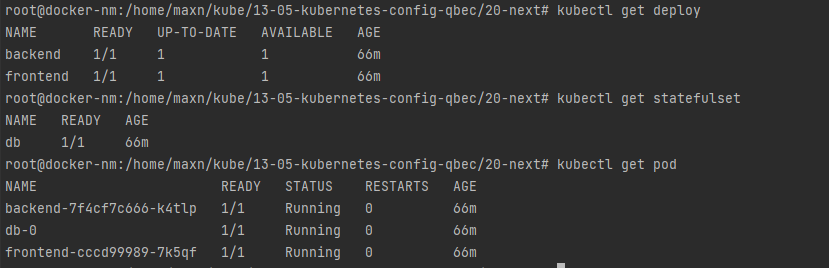 root@docker-nm:/home/maxn/kube/13-05-kubernetes-config-qbec/20-next# kubectl get deploy
NAME       READY   UP-TO-DATE   AVAILABLE   AGE
backend    1/1     1            1           66m
frontend   1/1     1            1           66m
root@docker-nm:/home/maxn/kube/13-05-kubernetes-config-qbec/20-next# kubectl get statefulset
NAME   READY   AGE
db     1/1     66m
root@docker-nm:/home/maxn/kube/13-05-kubernetes-config-qbec/20-next# kubectl get pod
NAME                       READY   STATUS    RESTARTS   AGE
backend-7f4cf7c666-k4tlp   1/1     Running   0          66m
db-0                       1/1     Running   0          66m
frontend-cccd99989-7k5qf   1/1     Running   0          66m